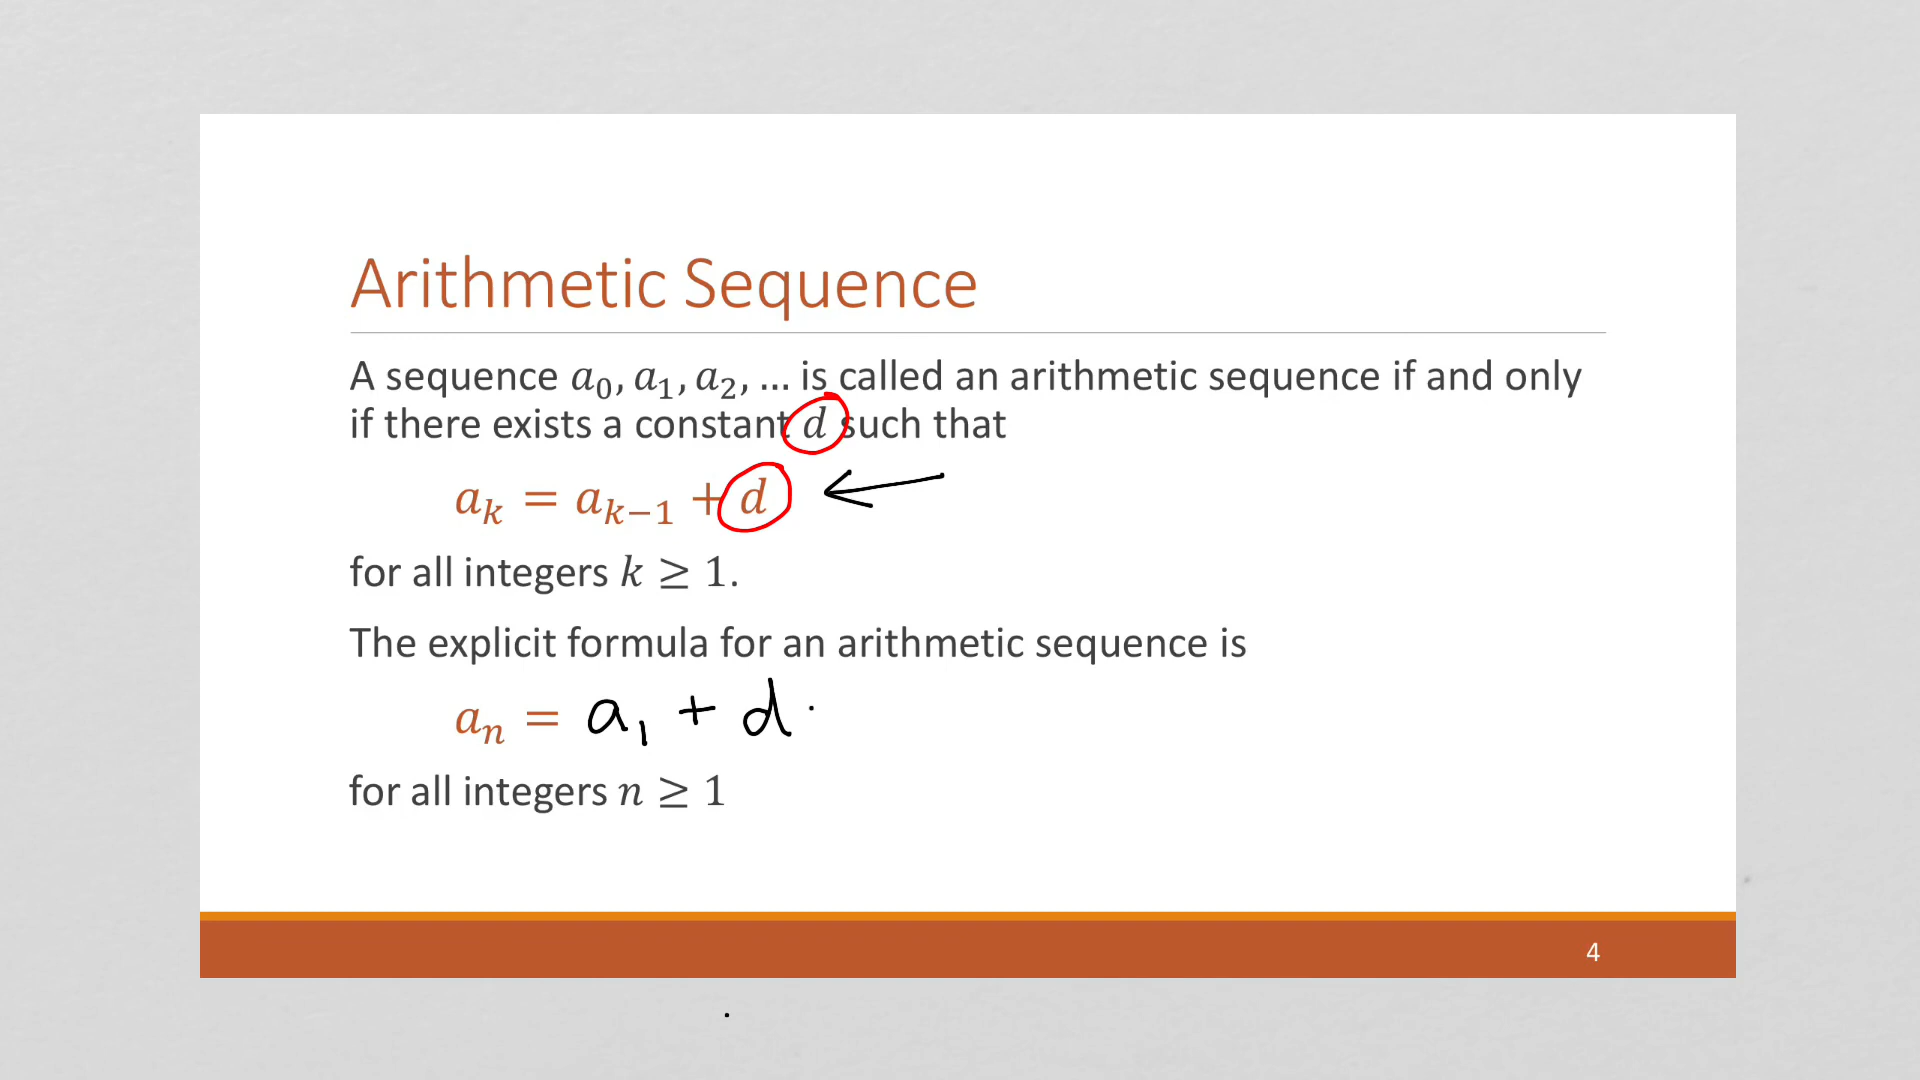 Arithmetic Sequence
A sequence a₀, a₁, a₂, … is called an arithmetic sequence if and only
if there exists a constant d such that
aₖ = aₖ₋₁ + d
for all integers k ≥ 1.
The explicit formula for an arithmetic sequence is
aₙ = a₁ + d ·
for all integers n ≥ 1
4